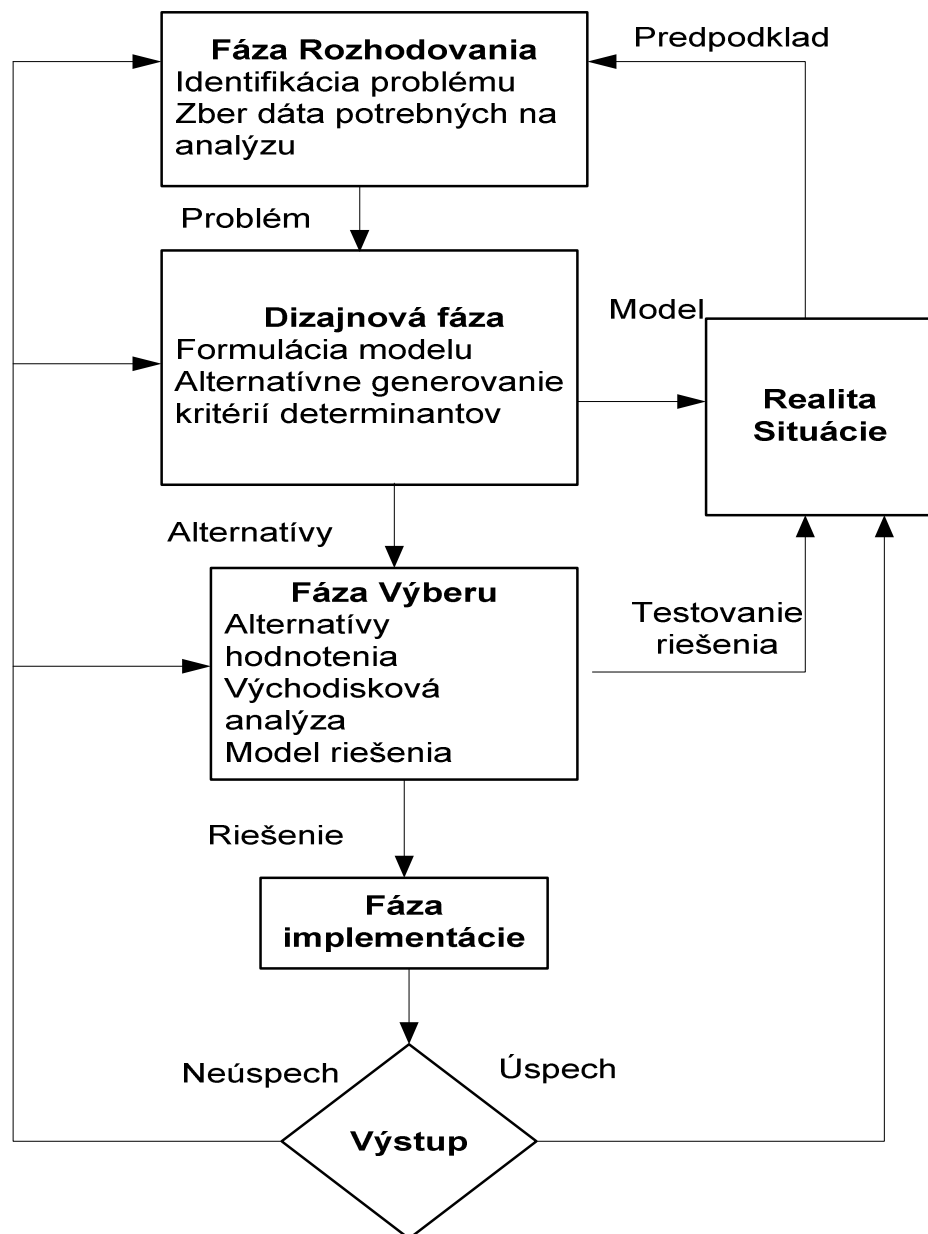 Predpodklad
Fáza Rozhodovania
Identifikácia problému
Zber dáta potrebných na
analýzu
Problém
Dizajnová fáza
Formulácia modelu
Alternatívne generovanie
kritérií determinantov
Model
Realita
Situácie
Alternatívy
Fáza Výberu
Alternatívy
hodnotenia
Východisková
analýza
Model riešenia
Testovanie
riešenia
Riešenie
Fáza
implementácie
Neúspech
Úspech
Výstup